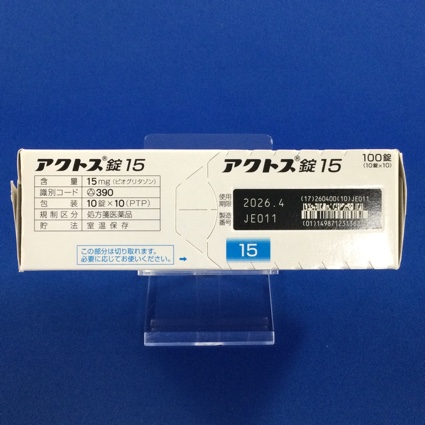 アクトス®錠15
含 量 15mg(ピオグリタゾン)
識別コード 390
包 装 10錠×10(PTP)
規制区分 処方箋医薬品
貯 法 室温保存
この部分は切り取れます。
必要に応じてお使いください。
アクトス®錠15
100錠
(10錠×10)
使用期限 2026.4
製造番号 JE011
(17)260400(10)JE011
15